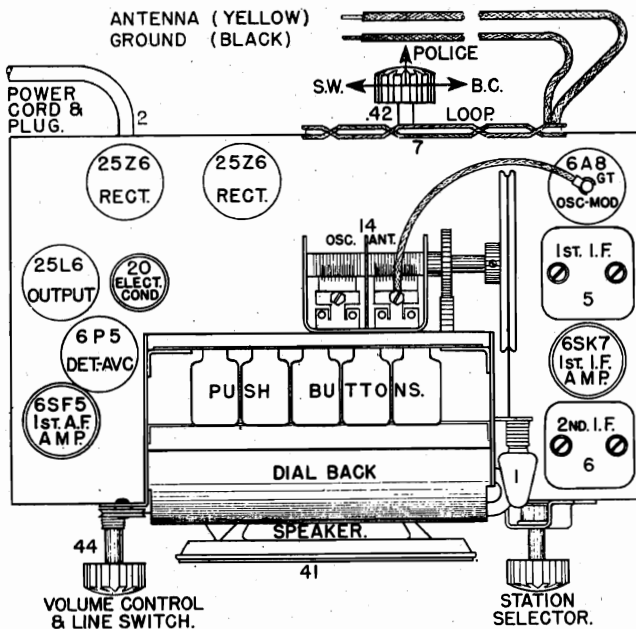 ANTENNA (YELLOW)
GROUND (BLACK)
POLICE
S.W.
B.C.
.42
LOOP.
POWER
CORD &
PLUG.
2
7
25Z6
RECT.
25Z6
RECT.
6A8
GT
OSC-MOD
14
OSC.
ANT.
25L6
OUTPUT
20
ELECT.
COND
1ST. I.F.
5
6P5
DET-AVC
6SK7
1ST. I.F.
AMP.
6SF5
1ST. A.F.
AMP.
PUSH BUTTONS.
2ND. I.F.
6
DIAL BACK
1
SPEAKER.
44
41
VOLUME CONTROL
& LINE SWITCH.
STATION
SELECTOR.